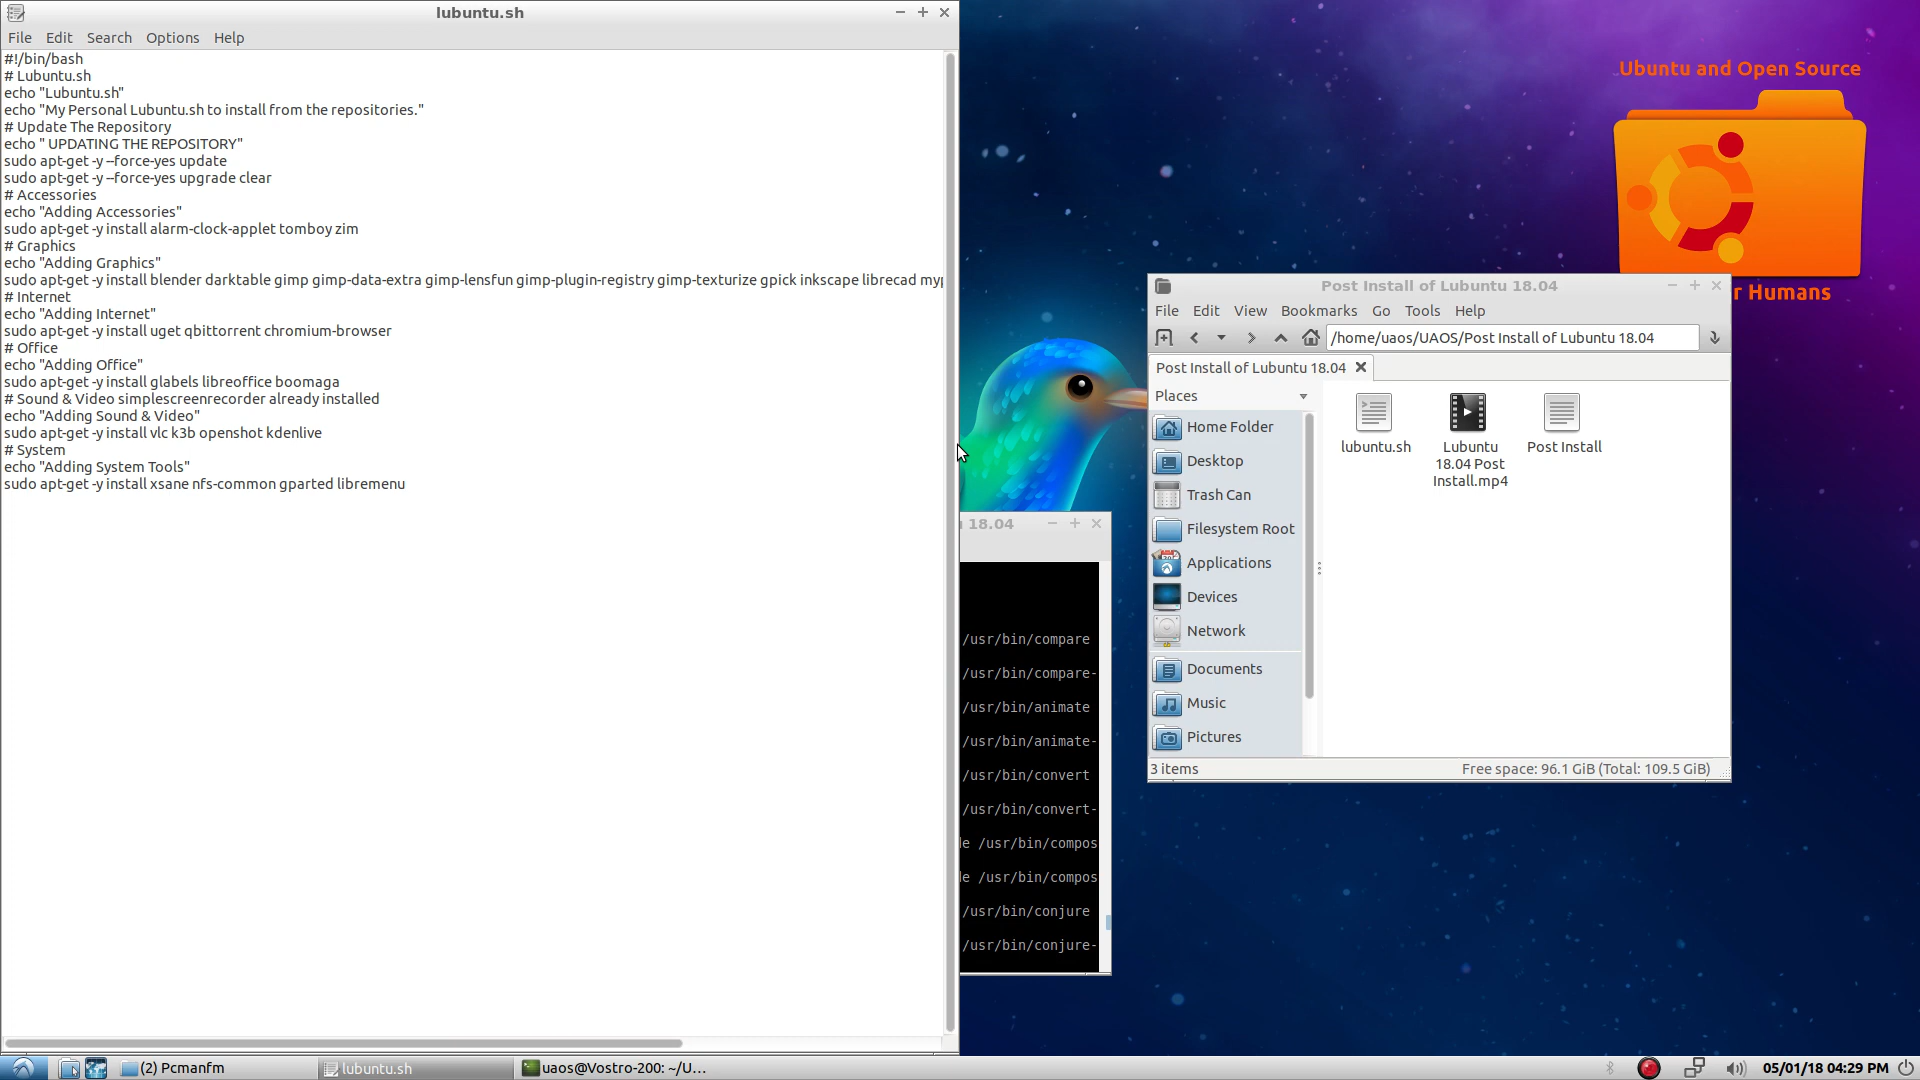 lubuntu.sh
File Edit Search Options Help
#!/bin/bash
# Lubuntu.sh
echo "Lubuntu.sh"
echo "My Personal Lubuntu.sh to install from the repositories."
# Update The Repository
echo " UPDATING THE REPOSITORY"
sudo apt-get -y --force-yes update
sudo apt-get -y --force-yes upgrade clear
# Accessories
echo "Adding Accessories"
sudo apt-get -y install alarm-clock-applet tomboy zim
# Graphics
echo "Adding Graphics"
sudo apt-get -y install blender darktable gimp gimp-data-extra gimp-lensfun gimp-plugin-registry gimp-texturize gpick inkscape librecad
# Internet
echo "Adding Internet"
sudo apt-get -y install uget qbittorrent chromium-browser
# Office
echo "Adding Office"
sudo apt-get -y install glabels libreoffice boomaga
# Sound & Video simplescreenrecorder already installed
echo "Adding Sound & Video"
sudo apt-get -y install vlc k3b openshot kdenlive
# System
echo "Adding System Tools"
sudo apt-get -y install xsane nfs-common gparted libremenu
Ubuntu and Open Source
r Humans
Post Install of Lubuntu 18.04
File Edit View Bookmarks Go Tools Help
/home/uaos/UAOS/Post Install of Lubuntu 18.04
Post Install of Lubuntu 18.04
Places
Home Folder
Desktop
Trash Can
Filesystem Root
Applications
Devices
Network
Documents
Music
Pictures
lubuntu.sh
Lubuntu
18.04 Post
Install.mp4
Post Install
3 items
Free space: 96.1 GiB (Total: 109.5 GiB)
18.04
/usr/bin/compare
/usr/bin/compare-
/usr/bin/animate
/usr/bin/animate-
/usr/bin/convert
/usr/bin/convert-
/usr/bin/compos
/usr/bin/compos
/usr/bin/conjure
/usr/bin/conjure-
(2) Pcmanfm
lubuntu.sh
uaos@Vostro-200: ~/U...
05/01/18 04:29 PM